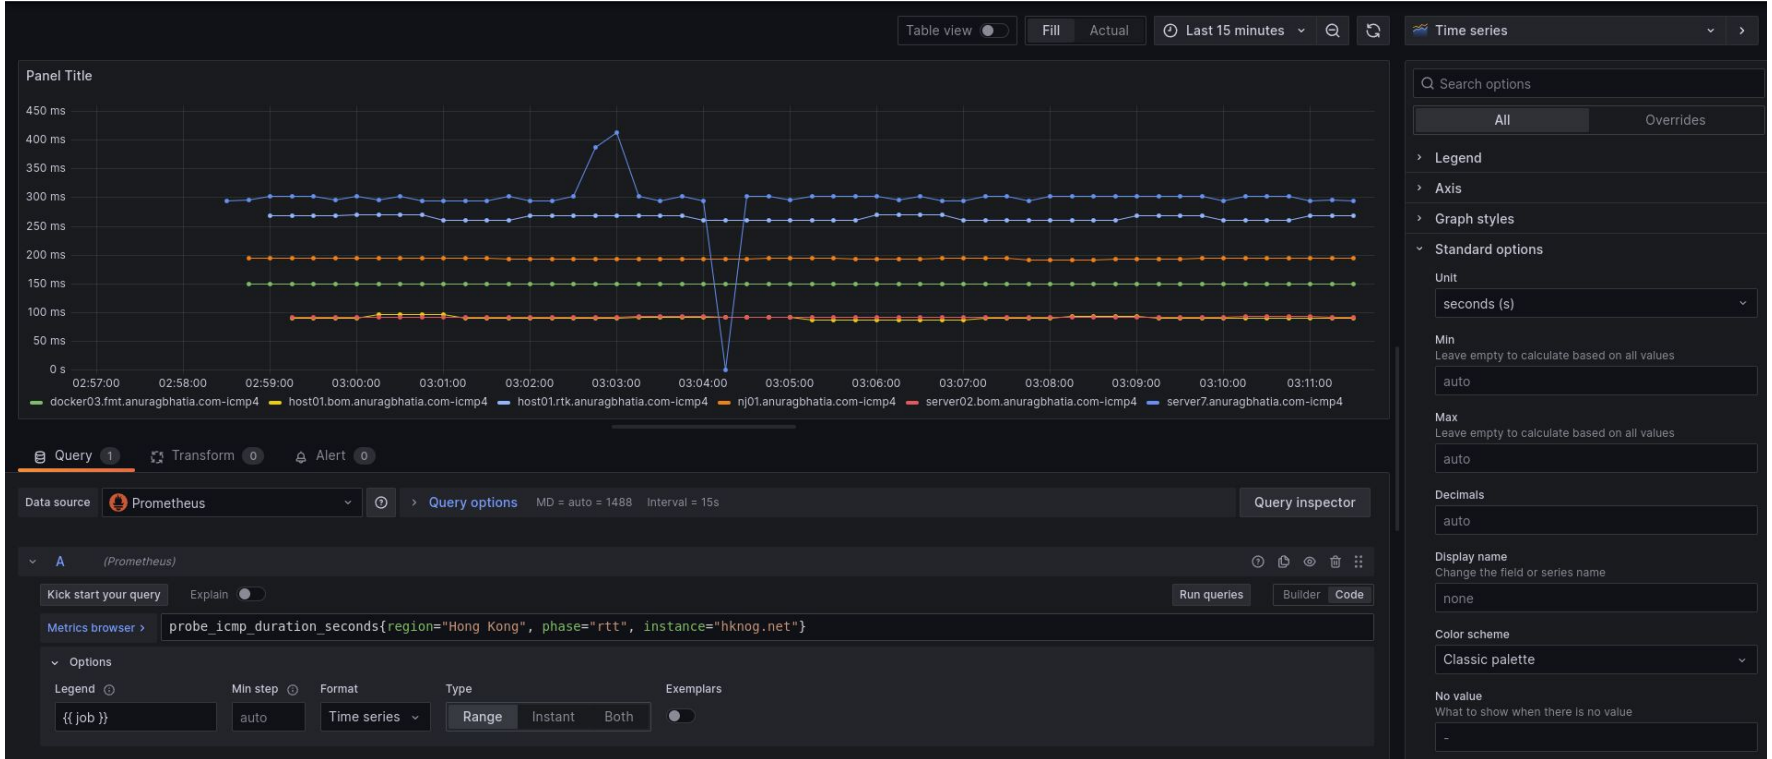 Table view Fill Actual Last 15 minutes Time series
Panel Title
Search options
All Overrides
450 ms
400 ms
350 ms
300 ms
250 ms
200 ms
150 ms
100 ms
50 ms
0 s
02:57:00 02:58:00 02:59:00 03:00:00 03:01:00 03:02:00 03:03:00 03:04:00 03:05:00 03:06:00 03:07:00 03:08:00 03:09:00 03:10:00 03:11:00
docker03.fmt.anuragbhatia.com-icmp4 host01.bom.anuragbhatia.com-icmp4 host01.rtk.anuragbhatia.com-icmp4 nj01.anuragbhatia.com-icmp4 server02.bom.anuragbhatia.com-icmp4 server7.anuragbhatia.com-icmp4
Query 1 Transform 0 Alert 0
Data source Prometheus Query options MD = auto = 1488 Interval = 15s Query inspector
A (Prometheus)
Kick start your query Explain Run queries Builder Code
Metrics browser > probe_icmp_duration_seconds{region="Hong Kong", phase="rtt", instance="hknog.net"}
Options
Legend Min step Format Type Exemplars
{{ job }} auto Time series Range Instant Both
Legend
Axis
Graph styles
Standard options
Unit
seconds (s)
Min
Leave empty to calculate based on all values
auto
Max
Leave empty to calculate based on all values
auto
Decimals
auto
Display name
Change the field or series name
none
Color scheme
Classic palette
No value
What to show when there is no value
-